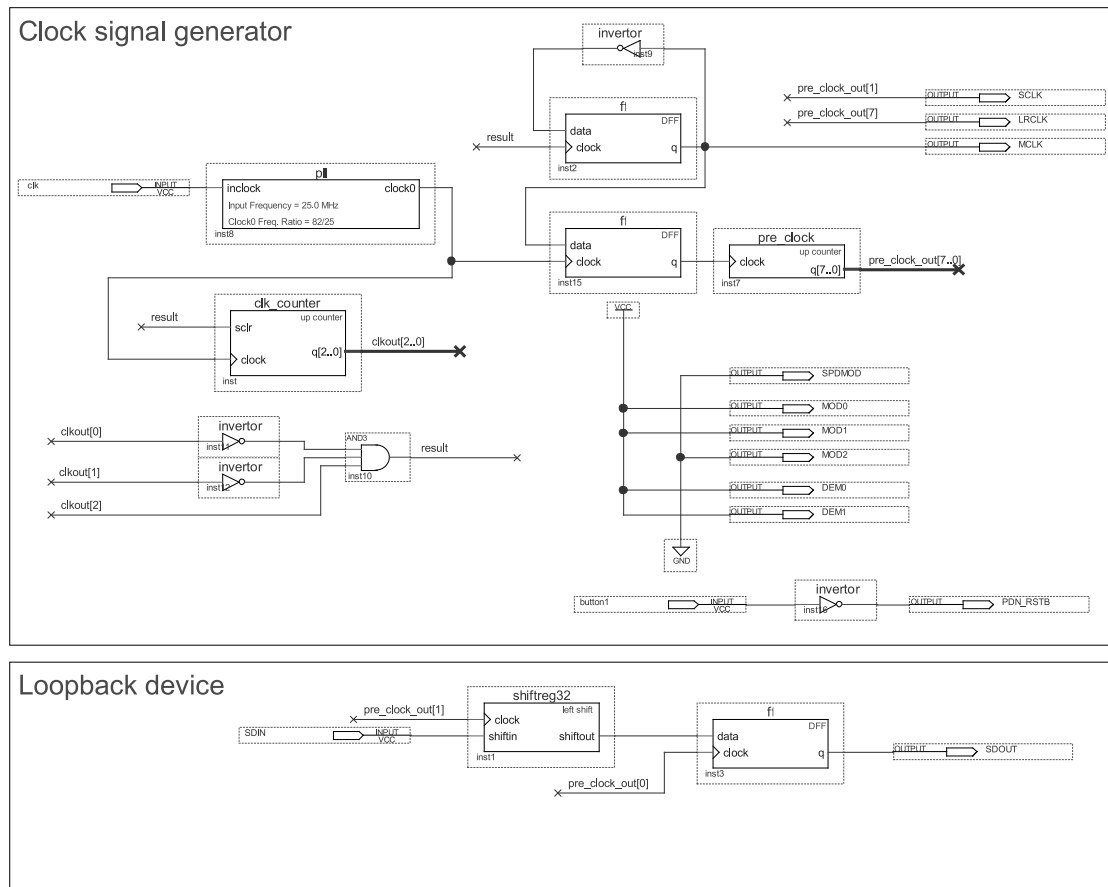 Clock signal generator
invertor
inst9
ff
DFF
data
clock
q
inst2
result
pre_clock_out[1]
OUTPUT
SCLK
pre_clock_out[7]
OUTPUT
LRCLK
OUTPUT
MCLK
clk
INPUT
VCC
pll
inclock
clock0
Input Frequency = 25.0 MHz
Clock0 Freq. Ratio = 82/25
inst8
ff
DFF
data
clock
q
inst15
pre_clock
up counter
clock
q[7..0]
inst7
pre_clock_out[7..0]
clk_counter
up counter
result
sclr
clock
q[2..0]
inst
clkout[2..0]
VCC
OUTPUT
SPDMOD
OUTPUT
MOD0
OUTPUT
MOD1
OUTPUT
MOD2
OUTPUT
DEM0
OUTPUT
DEM1
GND
clkout[0]
invertor
inst11
clkout[1]
invertor
inst12
clkout[2]
AND3
inst10
result
button1
INPUT
VCC
invertor
inst16
OUTPUT
PDN_RSTB
Loopback device
pre_clock_out[1]
SDIN
INPUT
VCC
shiftreg32
left shift
clock
shiftin
shiftout
inst1
ff
DFF
data
clock
q
inst3
pre_clock_out[0]
OUTPUT
SDOUT